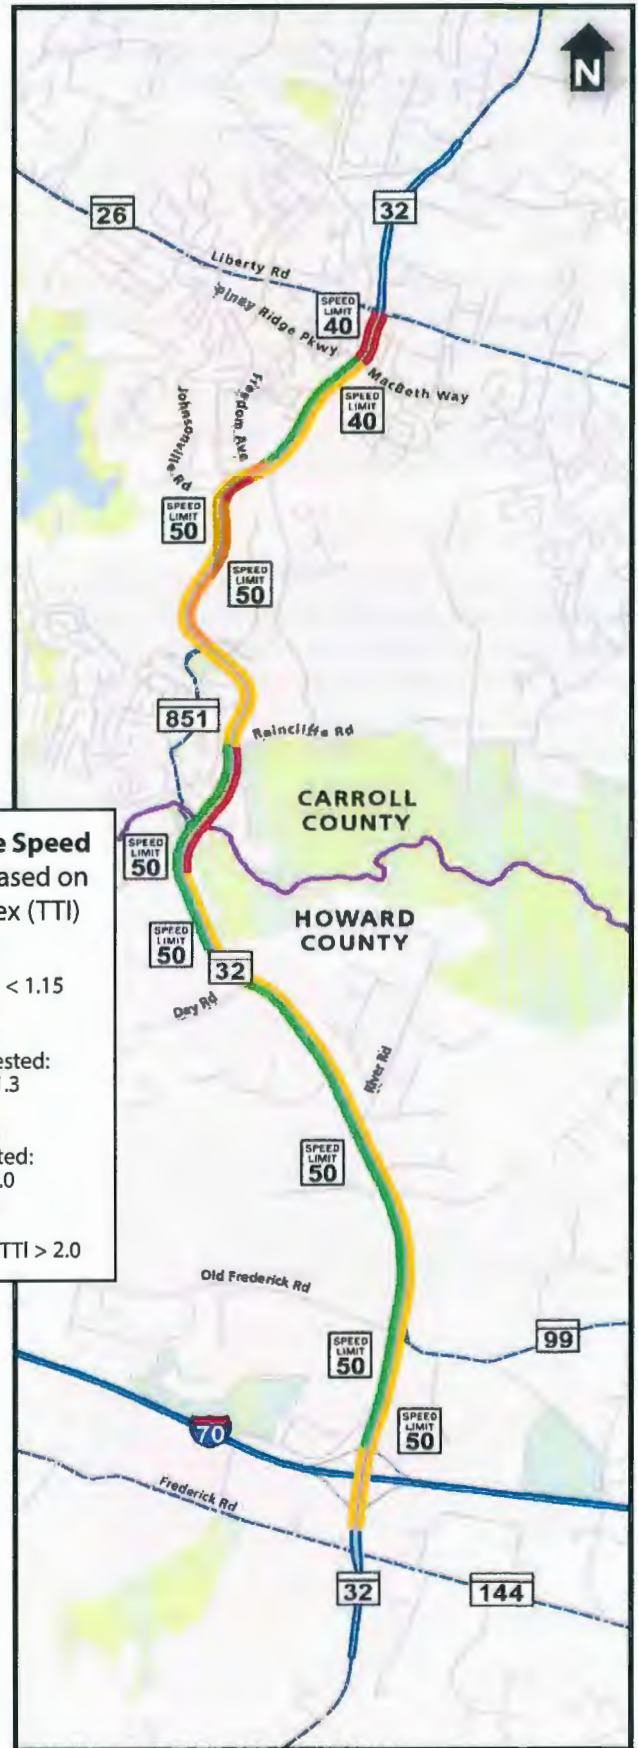 N
26
32
Liberty Rd
SPEED
LIMIT
40
Piney Ridge Pkwy
MacBeth Way
SPEED
LIMIT
40
Freedom Ave
Johnsonville Rd
SPEED
LIMIT
50
SPEED
LIMIT
50
851
Raincliffe Rd
CARROLL
COUNTY
e Speed
ased on
ex (TTI)
< 1.15
ested:
1.3
ted:
.0
TTI > 2.0
SPEED
LIMIT
50
HOWARD
COUNTY
SPEED
LIMIT
50
32
Day Rd
River Rd
SPEED
LIMIT
50
Old Frederick Rd
99
SPEED
LIMIT
50
SPEED
LIMIT
50
70
Frederick Rd
32
144